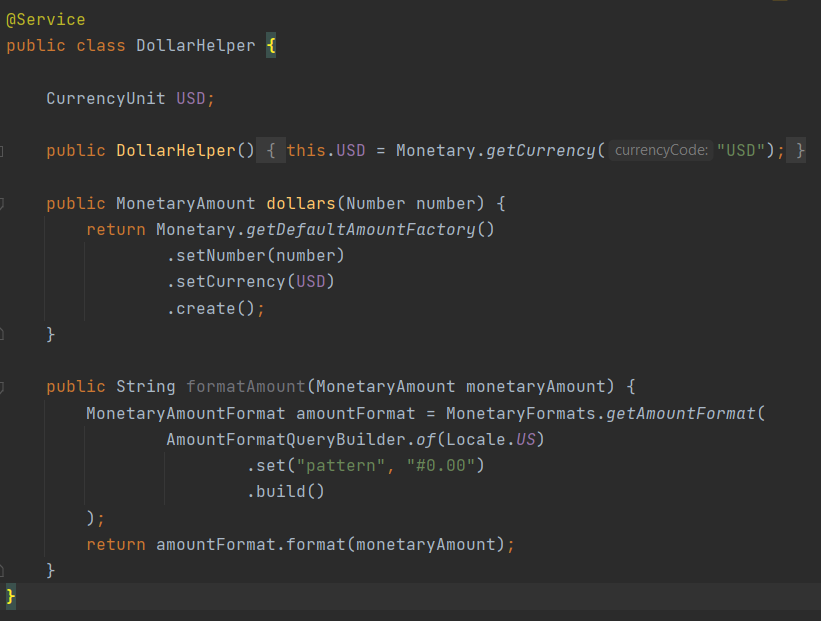 @Service
public class DollarHelper {
CurrencyUnit USD;
public DollarHelper() { this.USD = Monetary.getCurrency( currencyCode: "USD"); }
public MonetaryAmount dollars(Number number) {
return Monetary.getDefaultAmountFactory()
.setNumber(number)
.setCurrency(USD)
.create();
}
public String formatAmount(MonetaryAmount monetaryAmount) {
MonetaryAmountFormat amountFormat = MonetaryFormats.getAmountFormat(
AmountFormatQueryBuilder.of(Locale.US)
.set("pattern", "#0.00")
.build()
);
return amountFormat.format(monetaryAmount);
}
}